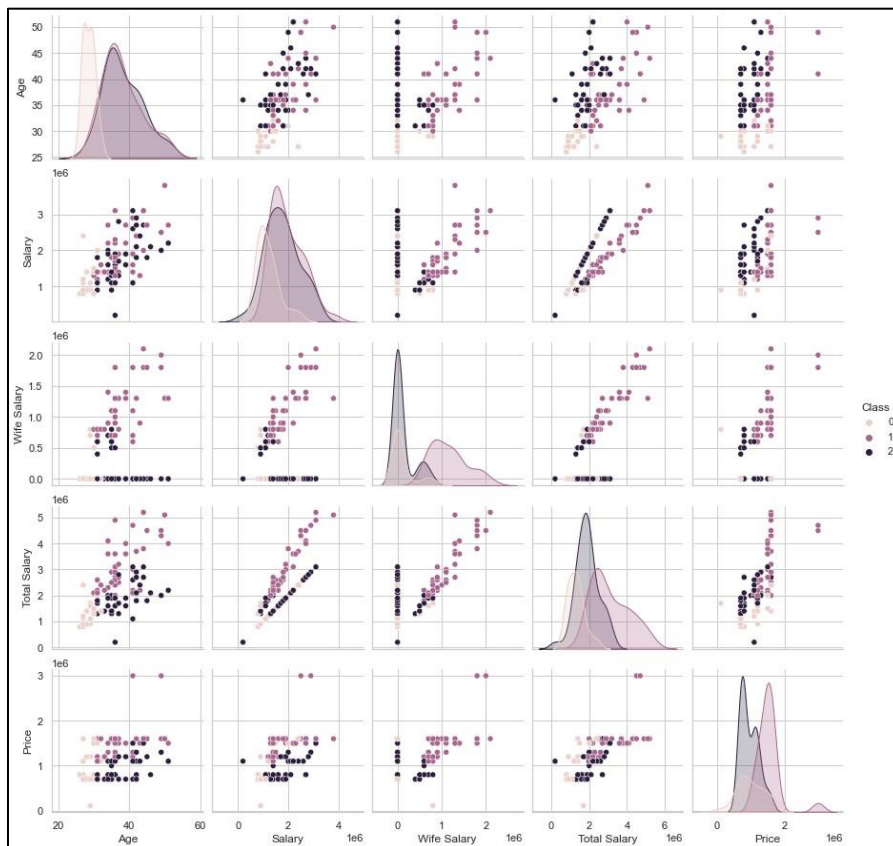 50
45
40
35
30
25
Age
1e6
3
2
1
Salary
1e6
2.0
1.5
1.0
0.5
0.0
Wife Salary
Class
0
1
2
1e6
5
4
3
2
1
0
Total Salary
1e6
3
2
1
0
Price
20 40 60
0 2 4 1e6
0 1 2 1e6
0 2 4 6 1e6
0 2 1e6
Age Salary Wife Salary Total Salary Price